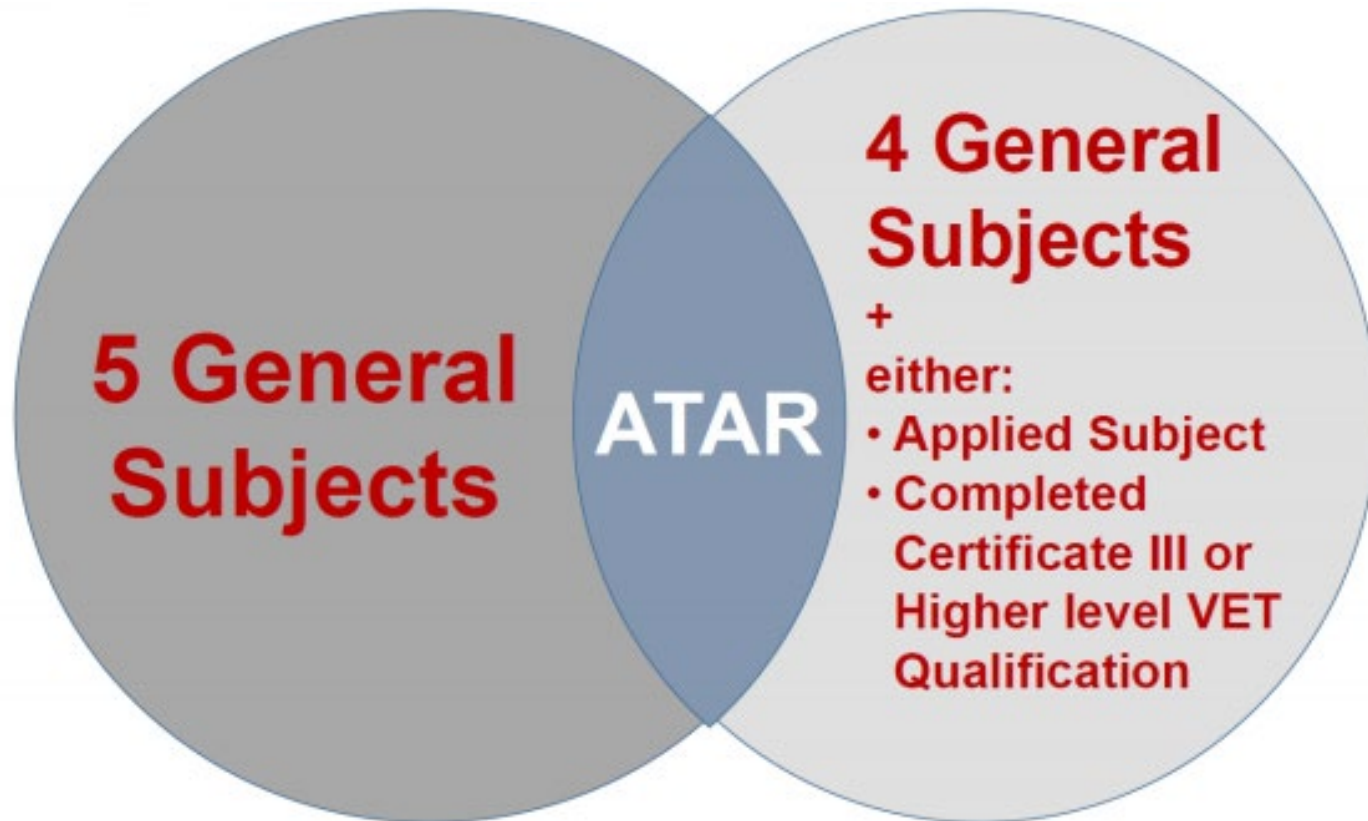 5 General
Subjects
ATAR
4 General
Subjects
+
either:
• Applied Subject
• Completed
Certificate III or
Higher level VET
Qualification